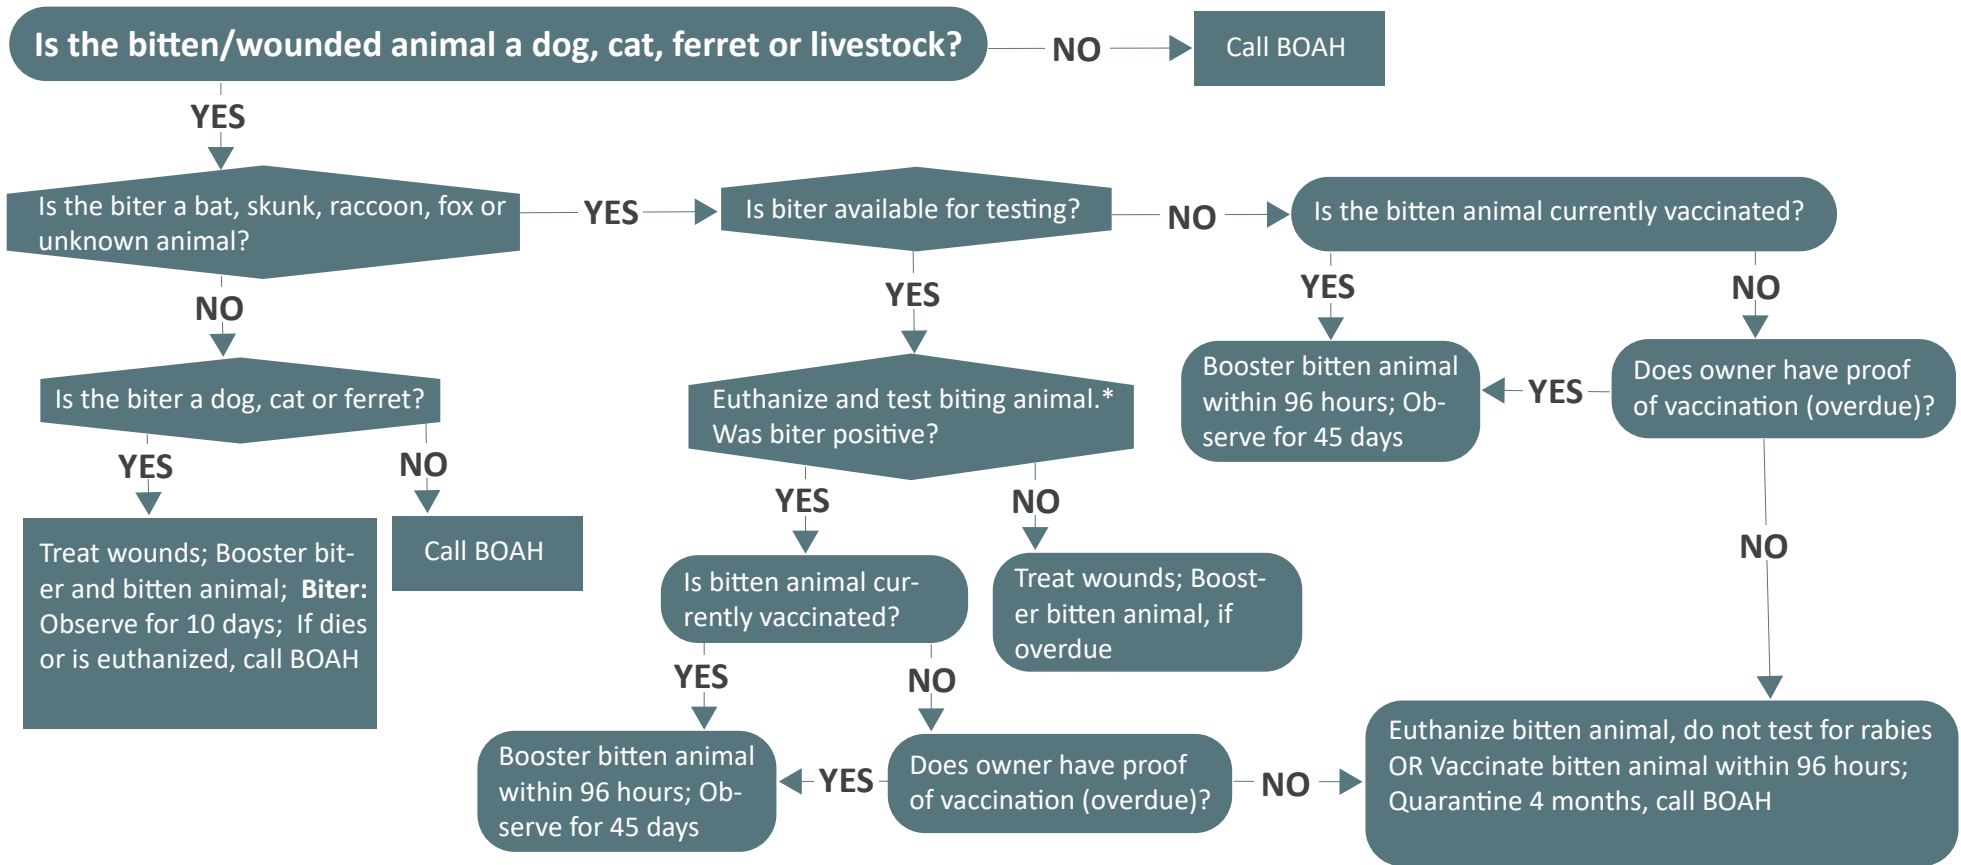 Is the bitten/wounded animal a dog, cat, ferret or livestock?
NO
Call BOAH
YES
Is the biter a bat, skunk, raccoon, fox or
unknown animal?
YES
Is biter available for testing?
NO
Is the bitten animal currently vaccinated?
NO
YES
YES
NO
Is the biter a dog, cat or ferret?
Euthanize and test biting animal.*
Was biter positive?
Booster bitten animal
within 96 hours; Ob-
serve for 45 days
YES
Does owner have proof
of vaccination (overdue)?
YES
NO
YES
NO
NO
Treat wounds; Booster bit-
er and bitten animal; Biter:
Observe for 10 days; If dies
or is euthanized, call BOAH
Call BOAH
Is bitten animal cur-
rently vaccinated?
Treat wounds; Boost-
er bitten animal, if
overdue
YES
NO
Booster bitten animal
within 96 hours; Ob-
serve for 45 days
YES
Does owner have proof
of vaccination (overdue)?
NO
Euthanize bitten animal, do not test for rabies
OR Vaccinate bitten animal within 96 hours;
Quarantine 4 months, call BOAH